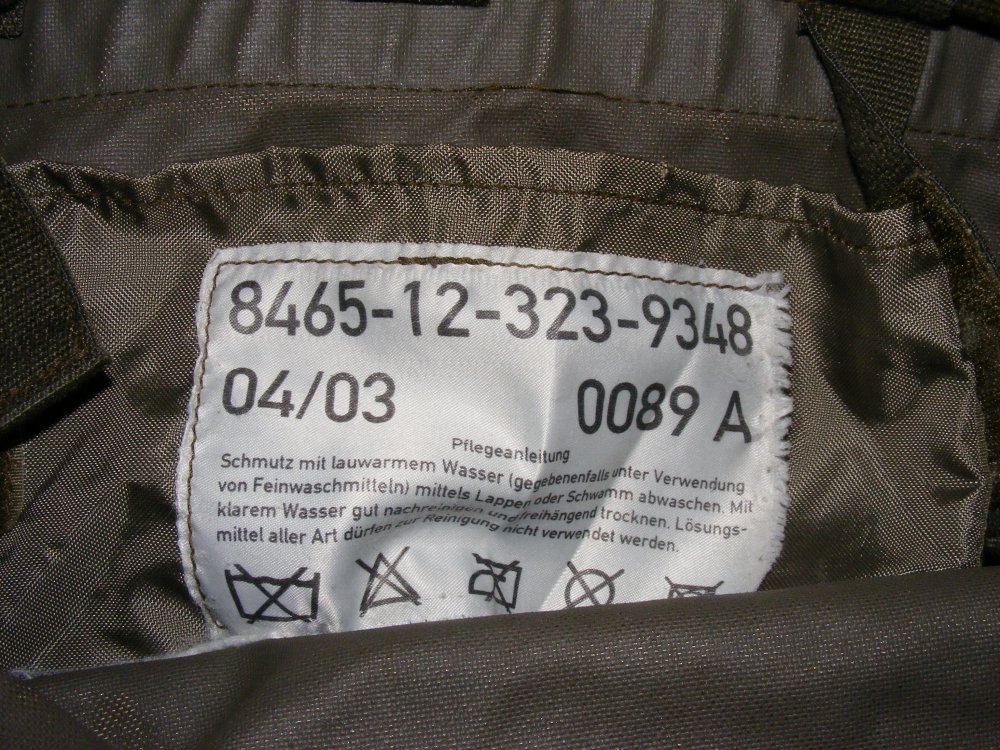 8465-12-323-9348
04/03 0089 A
Pflegeanleitung
Schmutz mit lauwarmem Wasser (gegebenenfalls unter Verwendung
von Feinwaschmitteln) mittels Lappen oder Schwamm abwaschen. Mit
klarem Wasser gut nachreinigen und freihängend trocknen. Lösungs-
mittel aller Art dürfen zur Reinigung nicht verwendet werden.